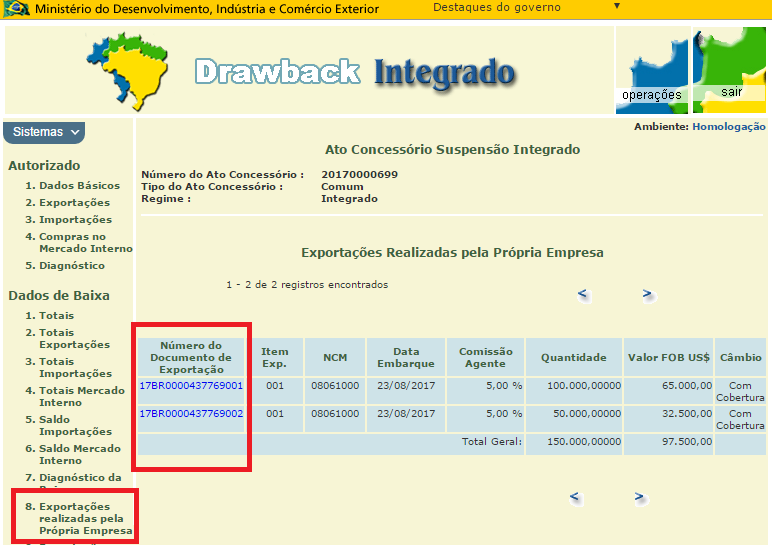 Ministério do Desenvolvimento, Indústria e Comércio Exterior
Destaques do governo
Drawback Integrado
operações
sair
Sistemas
Ambiente: Homologação
Autorizado
1. Dados Básicos
2. Exportações
3. Importações
4. Compras no
Mercado Interno
5. Diagnóstico
Dados de Baixa
1. Totais
2. Totais
Exportações
3. Totais
Importações
4. Totais Mercado
Interno
5. Saldo
Importações
6. Saldo Mercado
Interno
7. Diagnóstico da
8. Exportações
realizadas pela
Própria Empresa
Ato Concessório Suspensão Integrado
Número do Ato Concessório : 20170000699
Tipo do Ato Concessório : Comum
Regime : Integrado
Exportações Realizadas pela Própria Empresa
1 - 2 de 2 registros encontrados
< >
Número do
Documento de
Exportação
Item
Exp.
NCM
Data
Embarque
Comissão
Agente
Quantidade
Valor FOB US$
Câmbio
17BR0000437769001 001 08061000 23/08/2017 5,00 % 100.000,00000 65.000,00 Com
Cobertura
17BR0000437769002 001 08061000 23/08/2017 5,00 % 50.000,00000 32.500,00 Com
Cobertura
Total Geral: 150.000,00000 97.500,00
< >